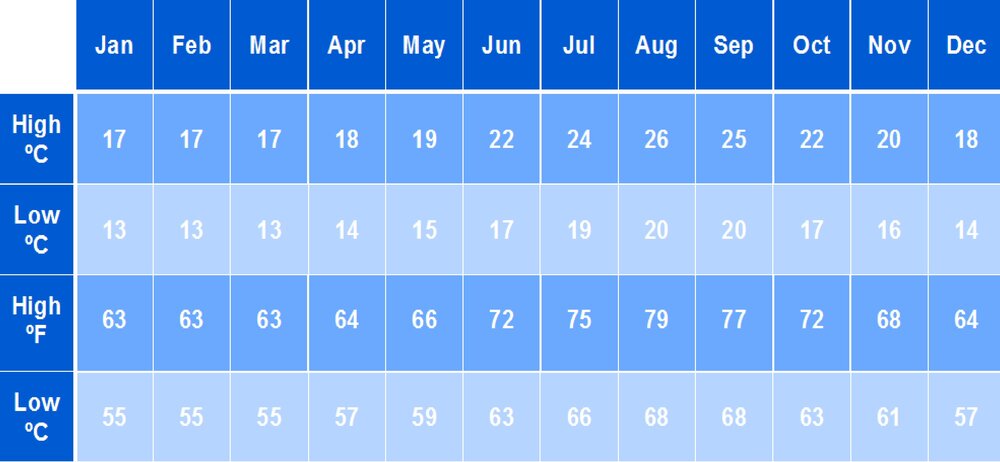 Jan Feb Mar Apr May Jun Jul Aug Sep Oct Nov Dec
High
ºC 17 17 17 18 19 22 24 26 25 22 20 18
Low
ºC 13 13 13 14 15 17 19 20 20 17 16 14
High
ºF 63 63 63 64 66 72 75 79 77 72 68 64
Low
ºC 55 55 55 57 59 63 66 68 68 63 61 57